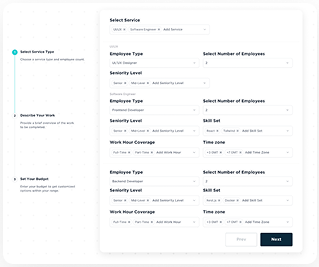 Select Service
UI/UX × Software Engineer × Add Service
Select Service Type
Choose a service type and employee count
UI/UX
Employee Type
Select Number of Employees
UI/UX Designer
2
Seniority Level
Senior × Mid-Level × Add Seniority Level
Software Engineer
Employee Type
Select Number of Employees
Frontend Developer
2
Describe Your Work
Provide a brief overview of the work
to be completed.
Seniority Level
Skill Set
Senior × Mid-Level × Add Seniority Level
React × Tailwind × Add Skill Set
Work Hour Coverage
Time zone
Full-Time × Part-Time × Add Work Hour
Add Time Zone
Employee Type
Select Number of Employees
Backend Developer
Set Your Budget
Enter your budget to get customized
options within your range.
Seniority Level
Skill Set
Senior × Mid-Level × Add Seniority Level
Add Skill Set
Work Hour Coverage
Time zone
Full-Time × Part-Time × Add Work Hour
Add Time Zone
Prev
Next